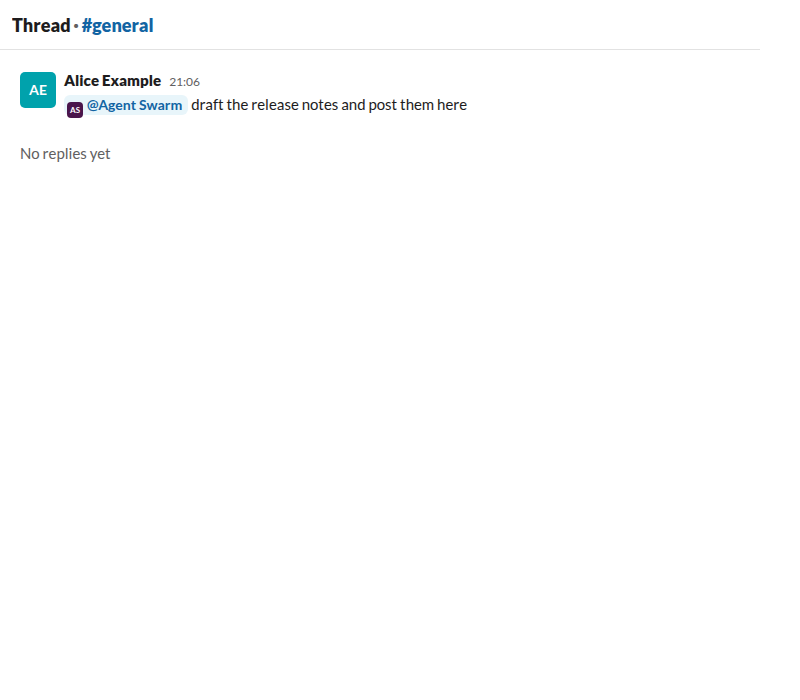 Thread • #general
AE
Alice Example 21:06
AS @Agent Swarm draft the release notes and post them here
No replies yet